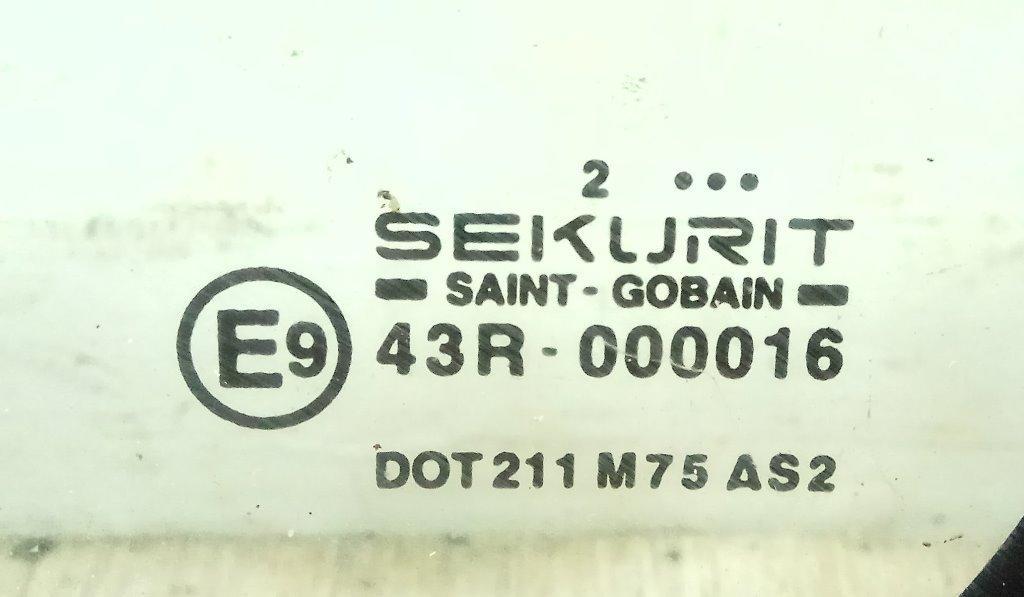 2 •••
SEKURIT
SAINT-GOBAIN
E9
43R-000016
DOT 211 M75 AS2